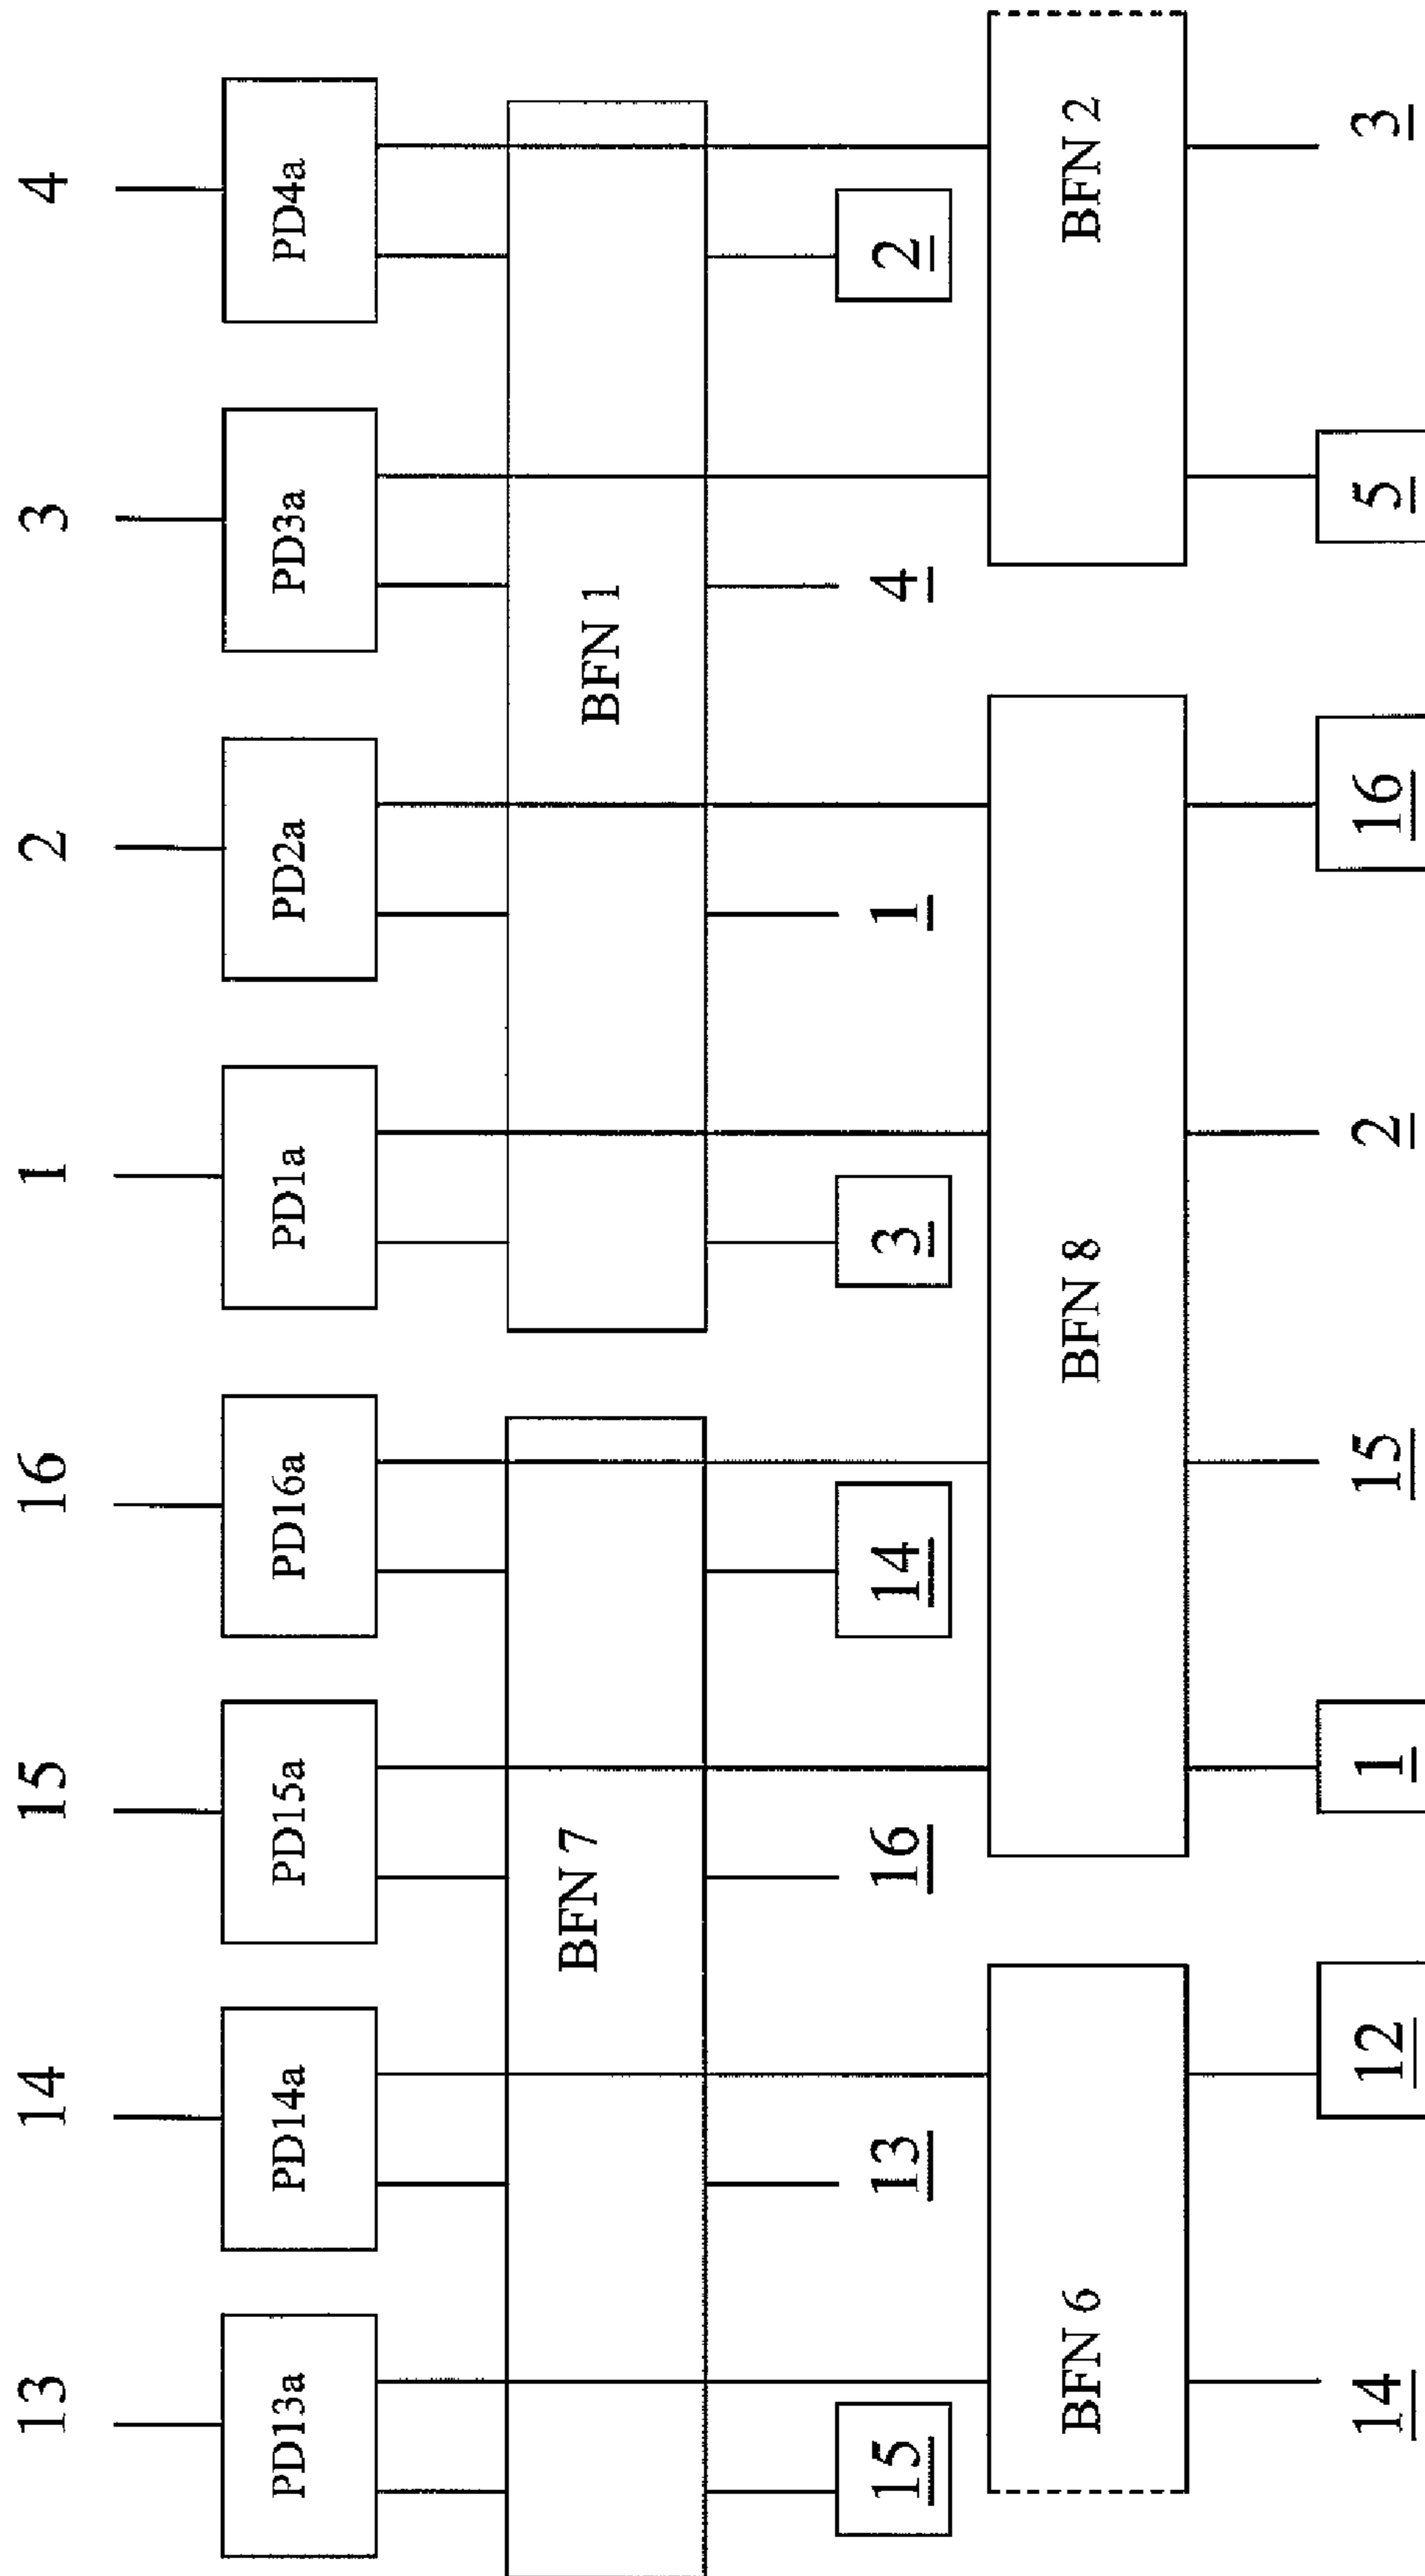 13 14 15 16 1 2 3 4
PD13a PD14a PD15a PD16a PD1a PD2a PD3a PD4a
BFN 7 BFN 1
15 13 16 14 3 1 4 2
BFN 6 BFN 8 BFN 2
14 12 1 15 2 16 5 3